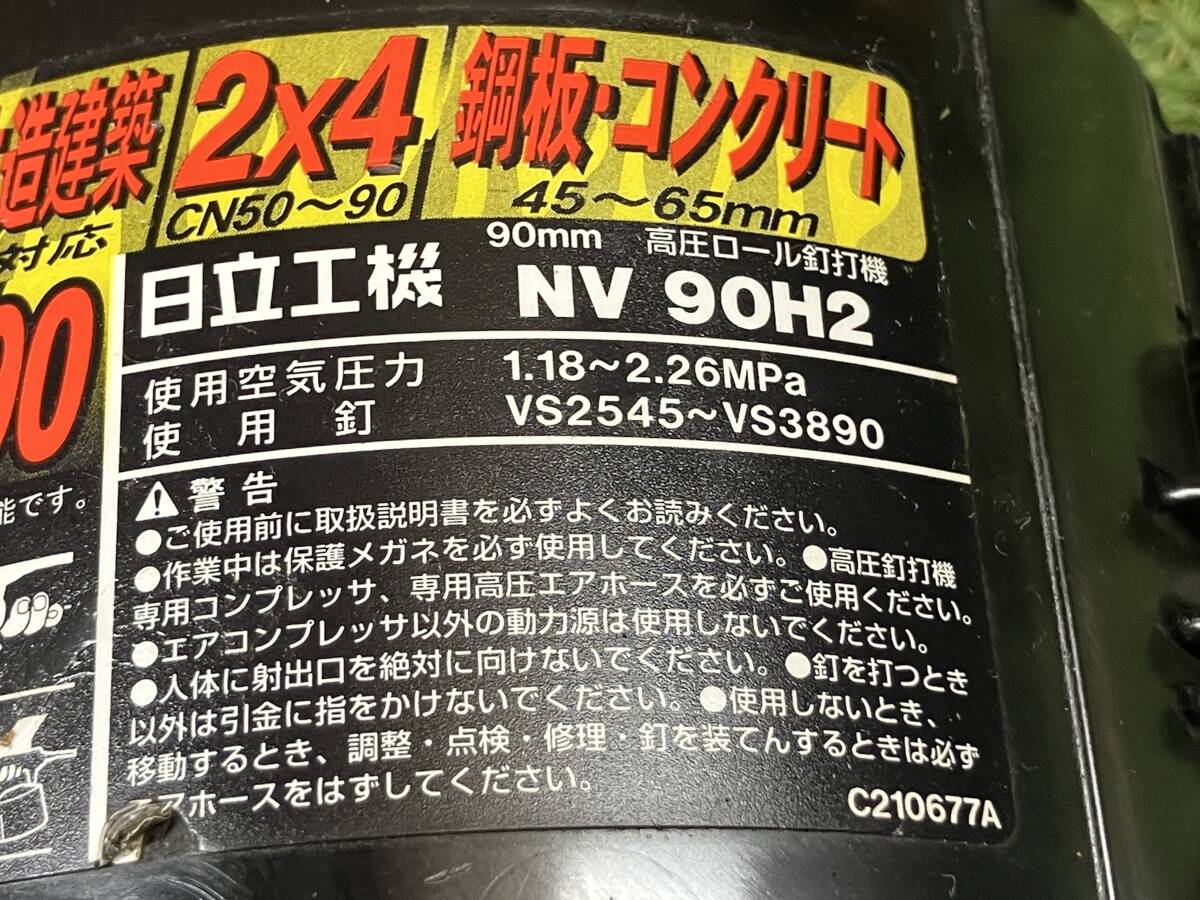 造建築
対応
90
能です。
2x4
CN50～90
鋼板・コンクリート
45～65mm
90mm 高圧ロール釘打機
日立工機 NV 90H2
使用空気圧力 1.18～2.26MPa
使用釘 VS2545～VS3890
警告
●ご使用前に取扱説明書を必ずよくお読みください。
●作業中は保護メガネを必ず使用してください。●高圧釘打機
専用コンプレッサ、専用高圧エアホースを必ずご使用ください。
●エアコンプレッサ以外の動力源は使用しないでください。
●人体に射出口を絶対に向けないでください。●釘を打つとき
以外は引金に指をかけないでください。●使用しないとき、
移動するとき、調整・点検・修理・釘を装てんするときは必ず
エアホースをはずしてください。
C210677A